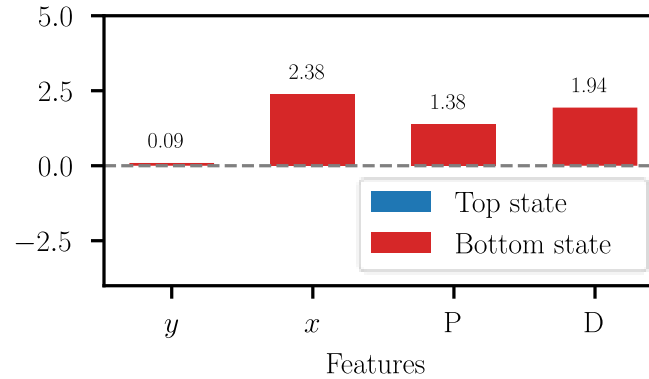 5.0
2.5
0.0
−2.5
0.09
2.38
1.38
1.94
Top state
Bottom state
y
x
P
D
Features